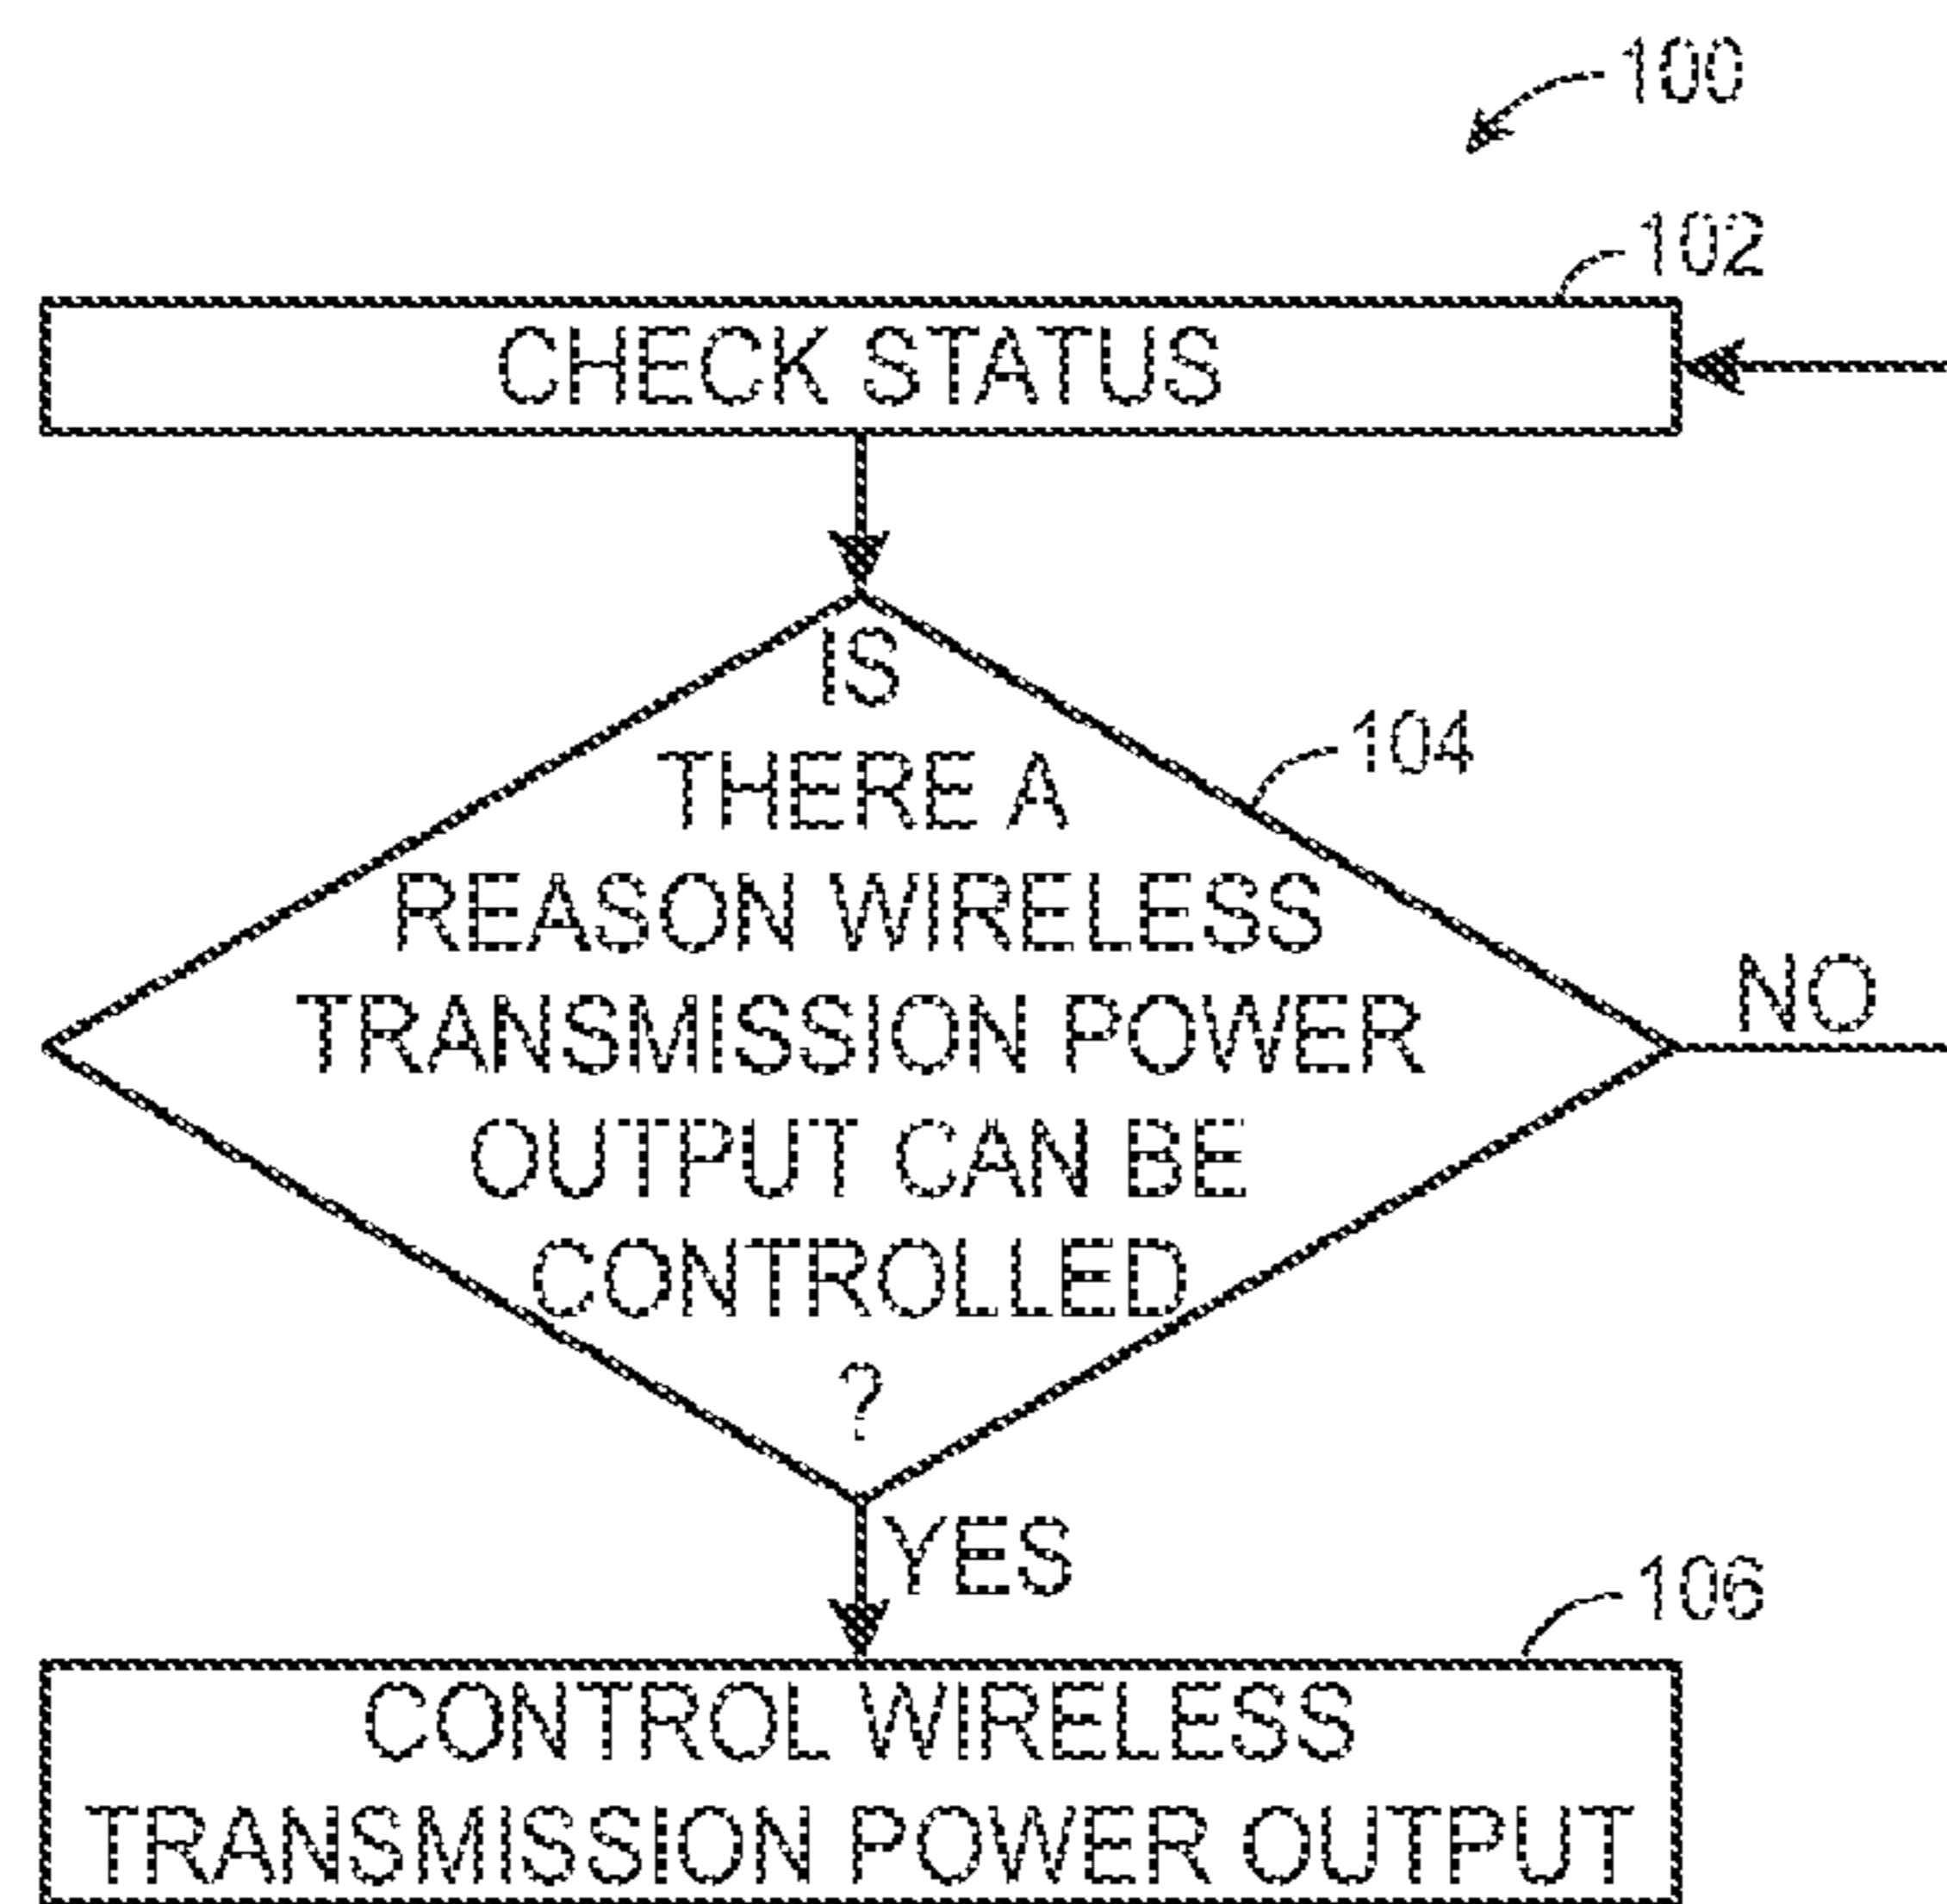 100
102
CHECK STATUS
IS
THERE A
104
REASON WIRELESS
TRANSMISSION POWER
NO
OUTPUT CAN BE
CONTROLLED
?
YES
106
CONTROL WIRELESS
TRANSMISSION POWER OUTPUT